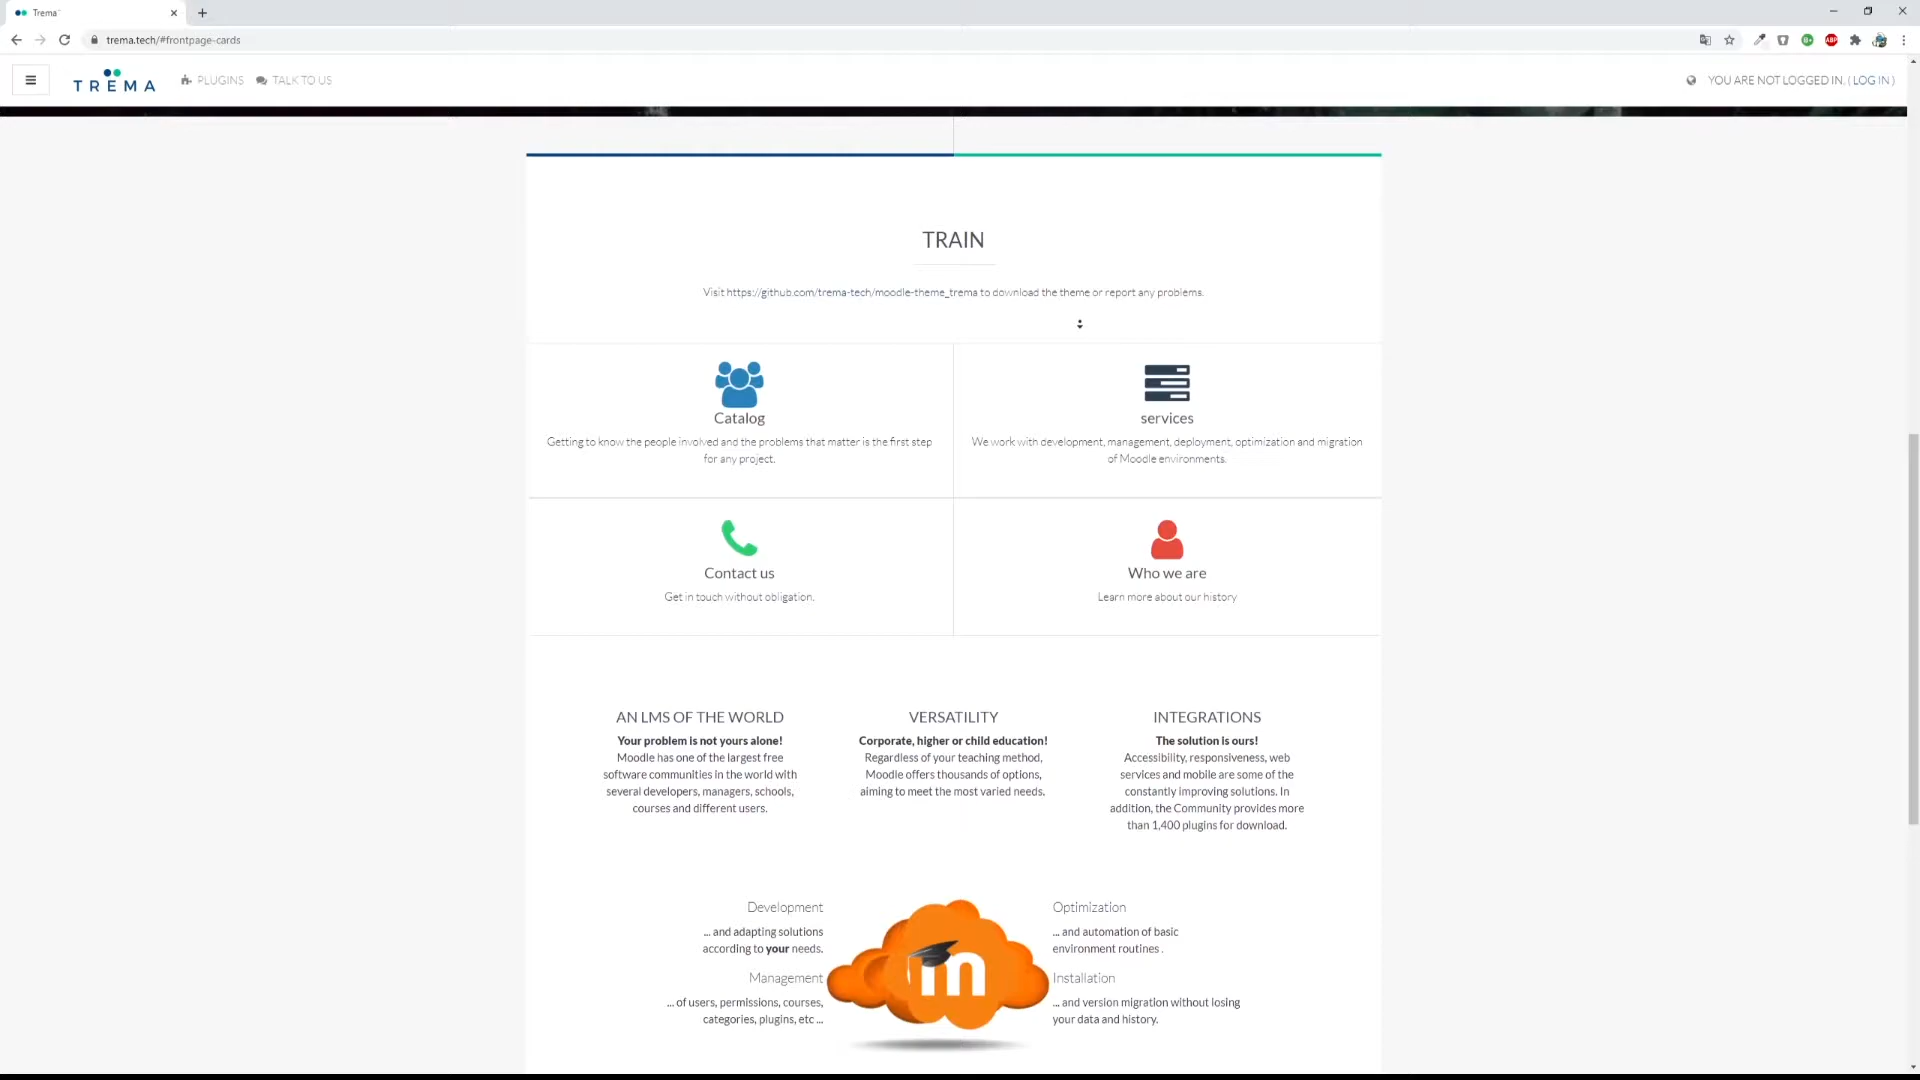 Trema
trema.tech/#frontpage-cards
TREMA
PLUGINS
TALK TO US
YOU ARE NOT LOGGED IN. ( LOG IN )
TRAIN
Visit https://github.com/trema-tech/moodle-theme_trema to download the theme or report any problems.
Catalog
Getting to know the people involved and the problems that matter is the first step
for any project.
services
We work with development, management, deployment, optimization and migration
of Moodle environments.
Contact us
Get in touch without obligation.
Who we are
Learn more about our history
AN LMS OF THE WORLD
Your problem is not yours alone!
Moodle has one of the largest free
software communities in the world with
several developers, managers, schools,
courses and different users.
VERSATILITY
Corporate, higher or child education!
Regardless of your teaching method,
Moodle offers thousands of options,
aiming to meet the most varied needs.
INTEGRATIONS
The solution is ours!
Accessibility, responsiveness, web
services and mobile are some of the
constantly improving solutions. In
addition, the Community provides more
than 1,400 plugins for download.
Development
... and adapting solutions
according to your needs.
Management
... of users, permissions, courses,
categories, plugins, etc ...
m
Optimization
... and automation of basic
environment routines .
Installation
... and version migration without losing
your data and history.